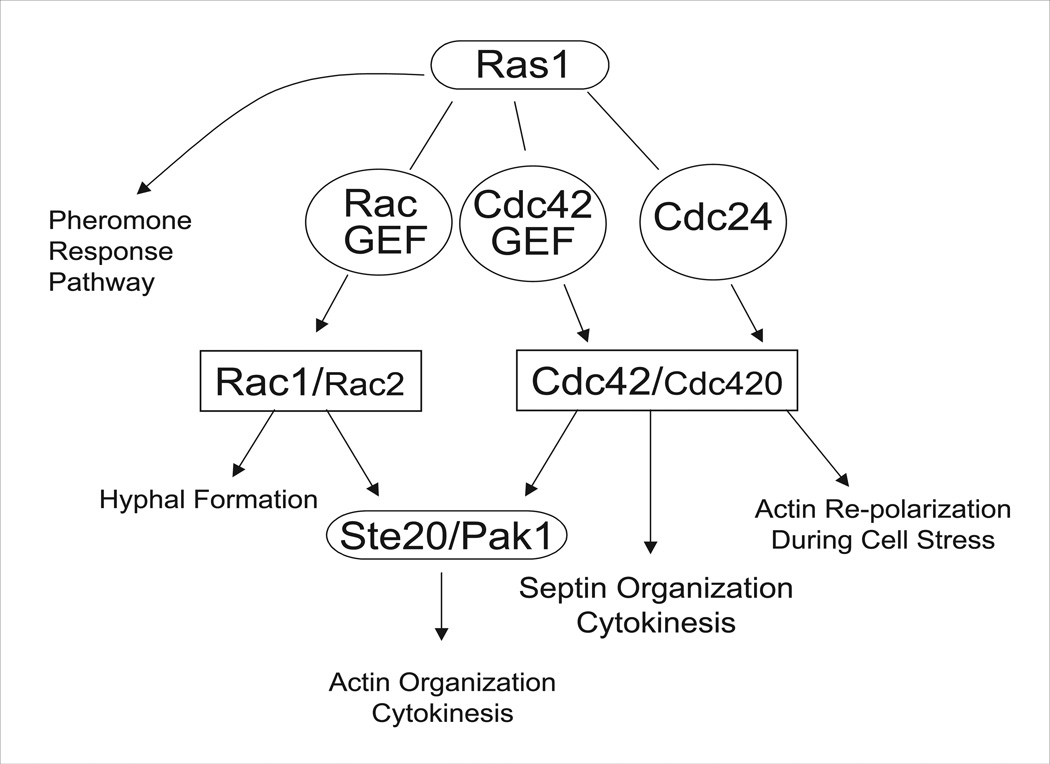 Ras1
Rac
GEF
Cdc42
GEF
Cdc24
Pheromone
Response
Pathway
Rac1/Rac2
Cdc42/Cdc420
Hyphal Formation
Ste20/Pak1
Actin Re-polarization
During Cell Stress
Septin Organization
Cytokinesis
Actin Organization
Cytokinesis